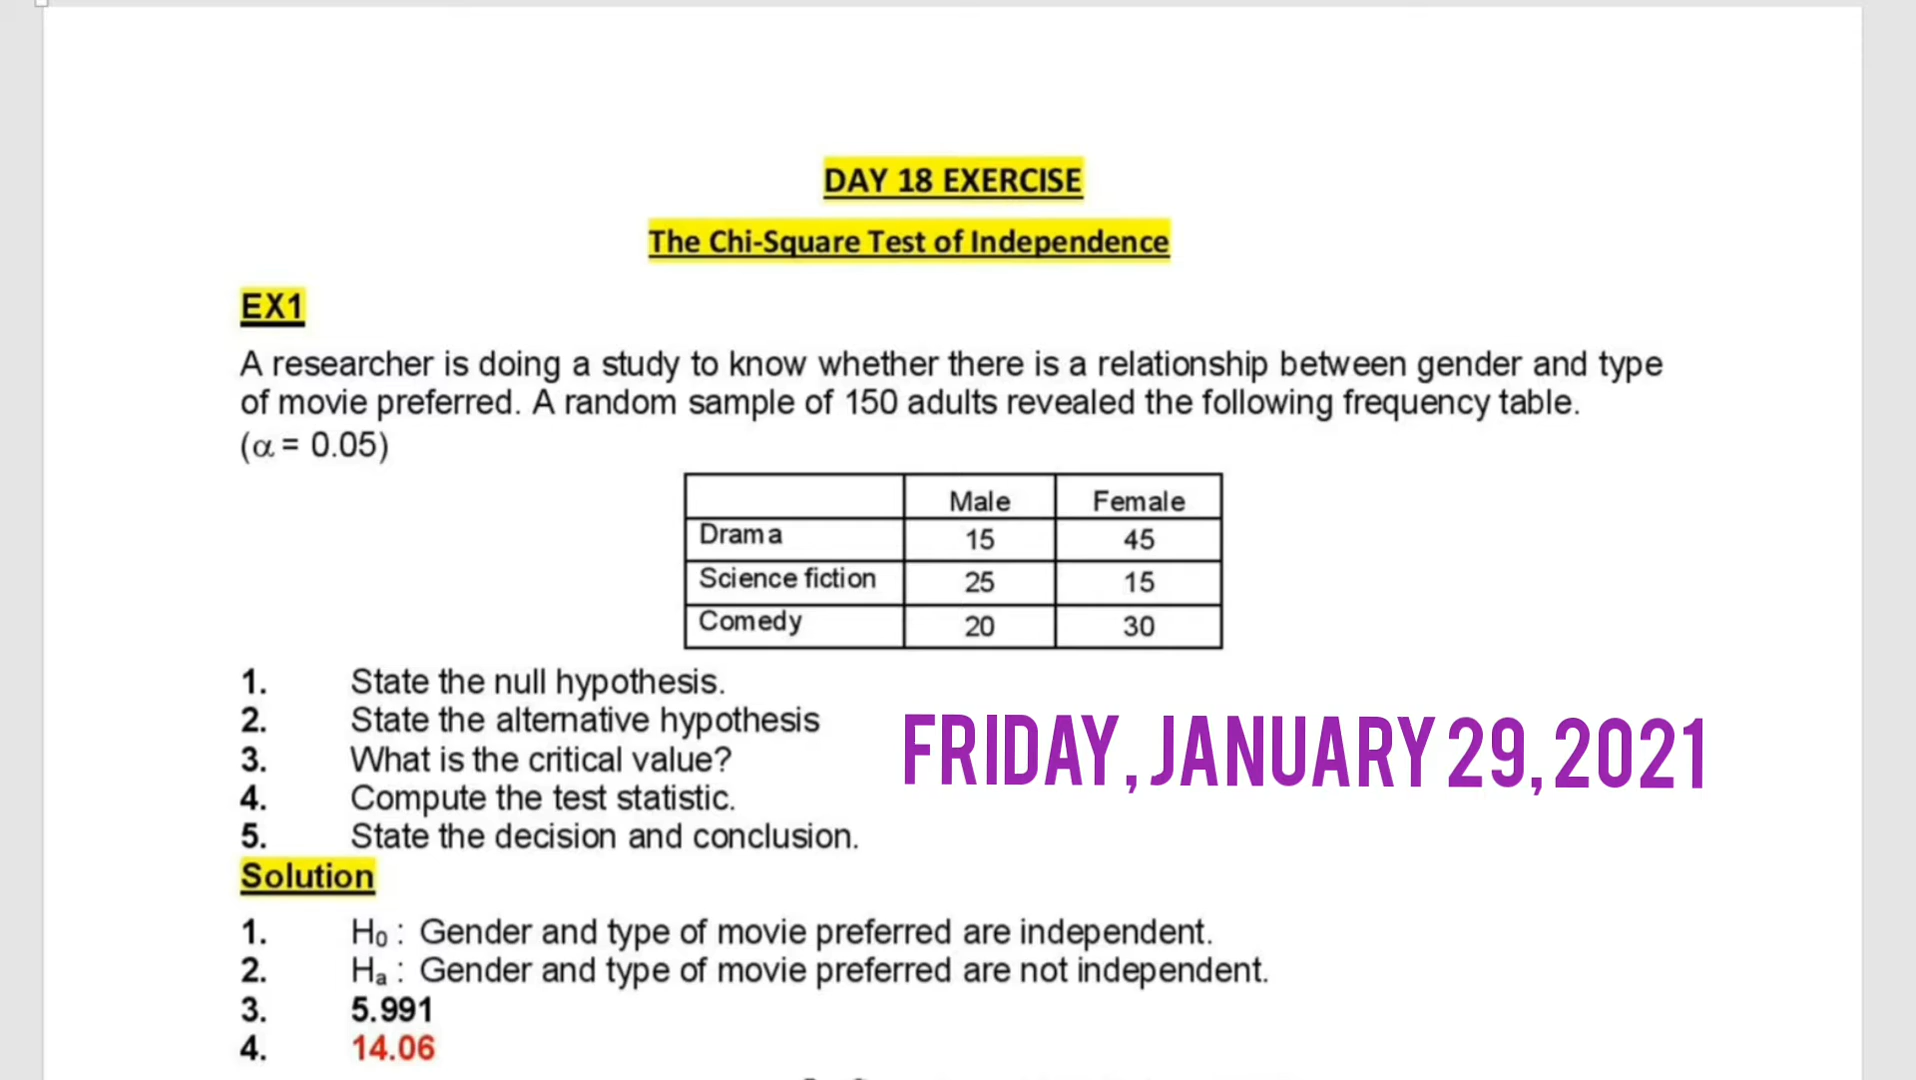 DAY 18 EXERCISE
The Chi-Square Test of Independence
EX1
A researcher is doing a study to know whether there is a relationship between gender and type
of movie preferred. A random sample of 150 adults revealed the following frequency table.
(α = 0.05)
Male Female
Drama 15 45
Science fiction 25 15
Comedy 20 30
1. State the null hypothesis.
2. State the alternative hypothesis
3. What is the critical value?
4. Compute the test statistic.
5. State the decision and conclusion.
FRIDAY, JANUARY 29, 2021
Solution
1. H₀ : Gender and type of movie preferred are independent.
2. Hₐ : Gender and type of movie preferred are not independent.
3. 5.991
4. 14.06